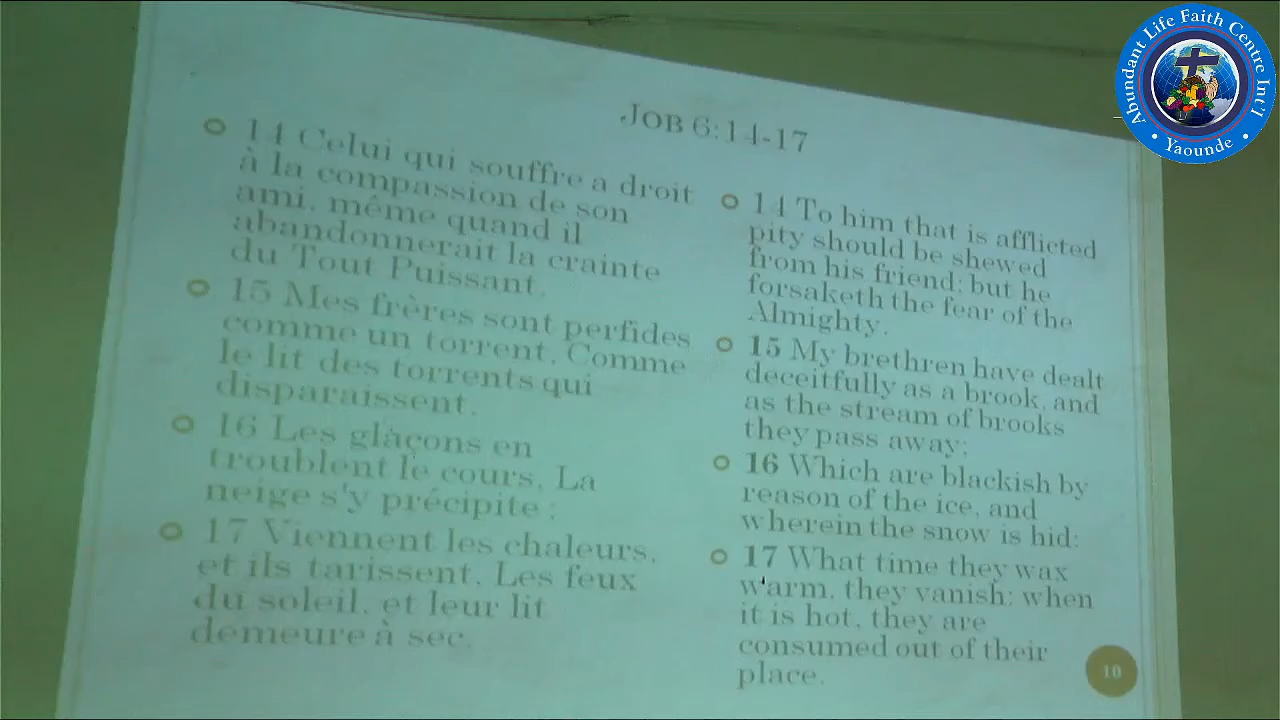 JOB 6:14-17
14 Celui qui souffre a droit
à la compassion de son
ami, même quand il
abandonnerait la crainte
du Tout Puissant.
15 Mes frères sont perfides
comme un torrent, Comme
le lit des torrents qui
disparaissent.
16 Les glaçons en
troublent le cours, La
neige s'y précipite ;
17 Viennent les chaleurs,
et ils tarissent, Les feux
du soleil, et leur lit
demeure à sec.
14 To him that is afflicted
pity should be shewed
from his friend; but he
forsaketh the fear of the
Almighty.
15 My brethren have dealt
deceitfully as a brook, and
as the stream of brooks
they pass away;
16 Which are blackish by
reason of the ice, and
wherein the snow is hid:
17 What time they wax
warm, they vanish: when
it is hot, they are
consumed out of their
place.
10
Abundant Life Faith Centre Int'l
• Yaounde •